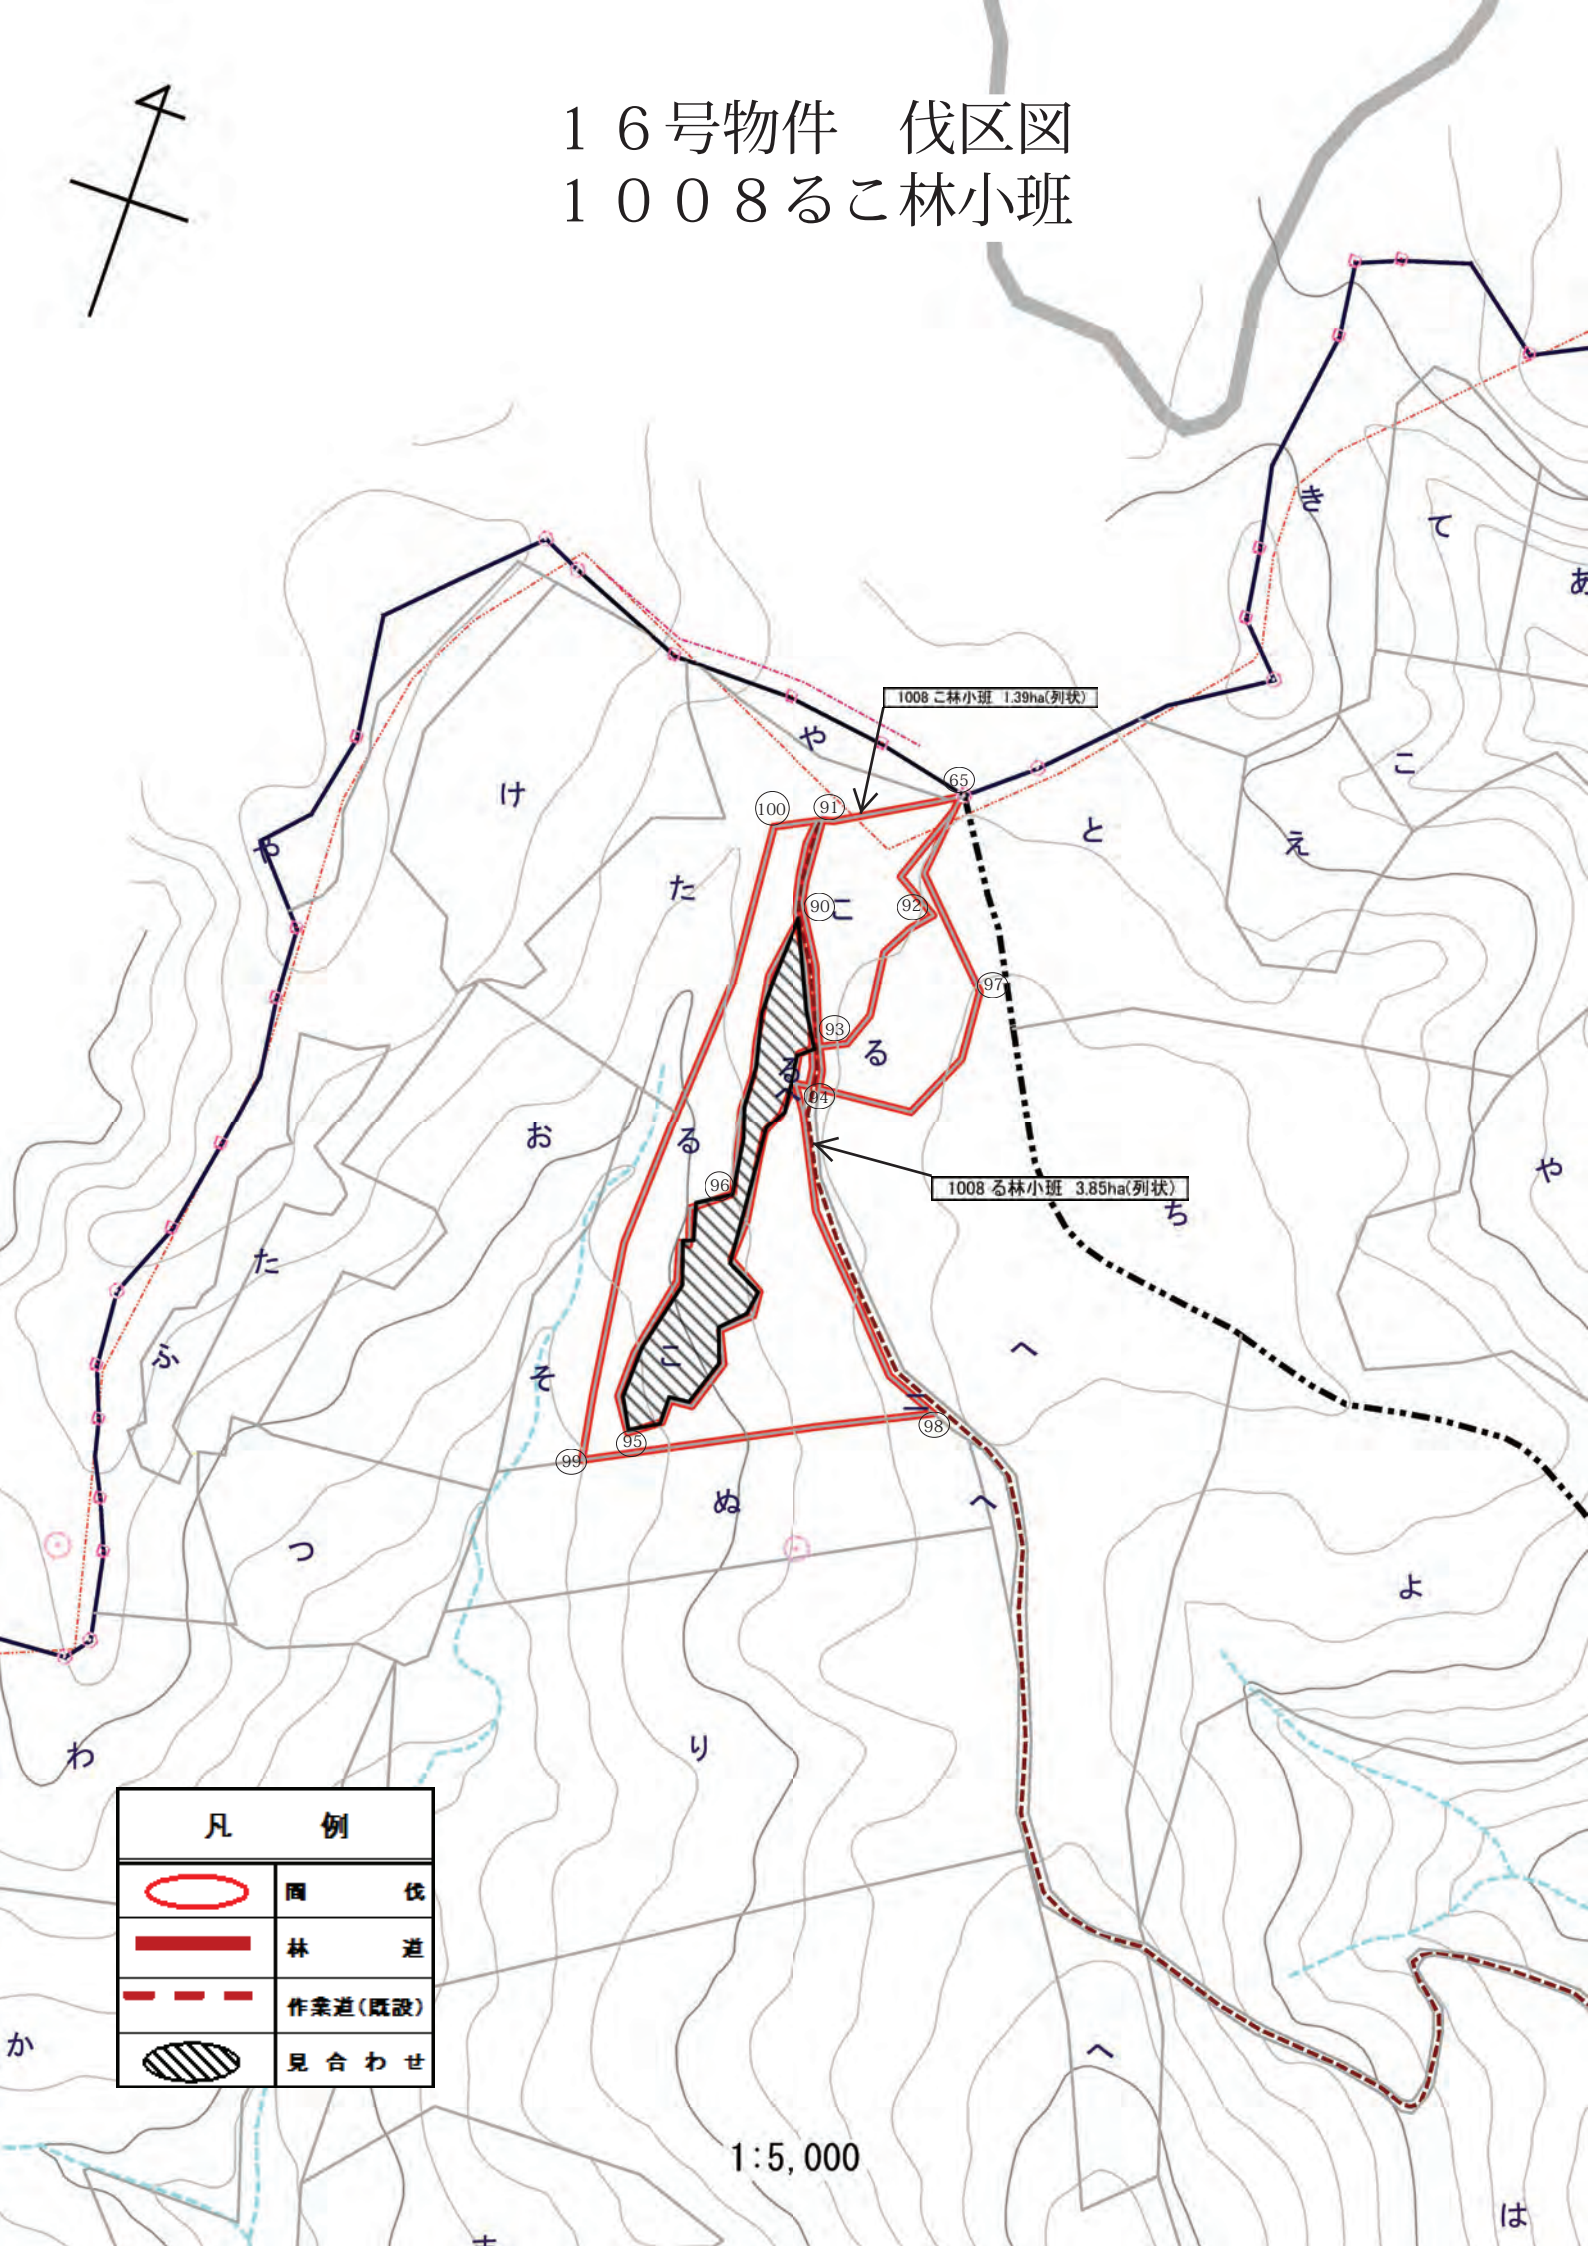 １６号物件　伐区図
１００８るこ林小班
き
て
あ
1008 こ林小班 1.39ha(列状)
や
こ
65
け
100
91
と
え
や
た
90
こ
92
97
93
る
る
へ
94
お
る
や
96
1008 る林小班 3.85ha(列状)
ち
た
ふ
へ
そ
こ
ニ
98
95
99
ぬ
へ
つ
よ
わ
り
凡　例
間　伐
林　道
作業道(既設)
見合わせ
か
へ
1:5,000
は